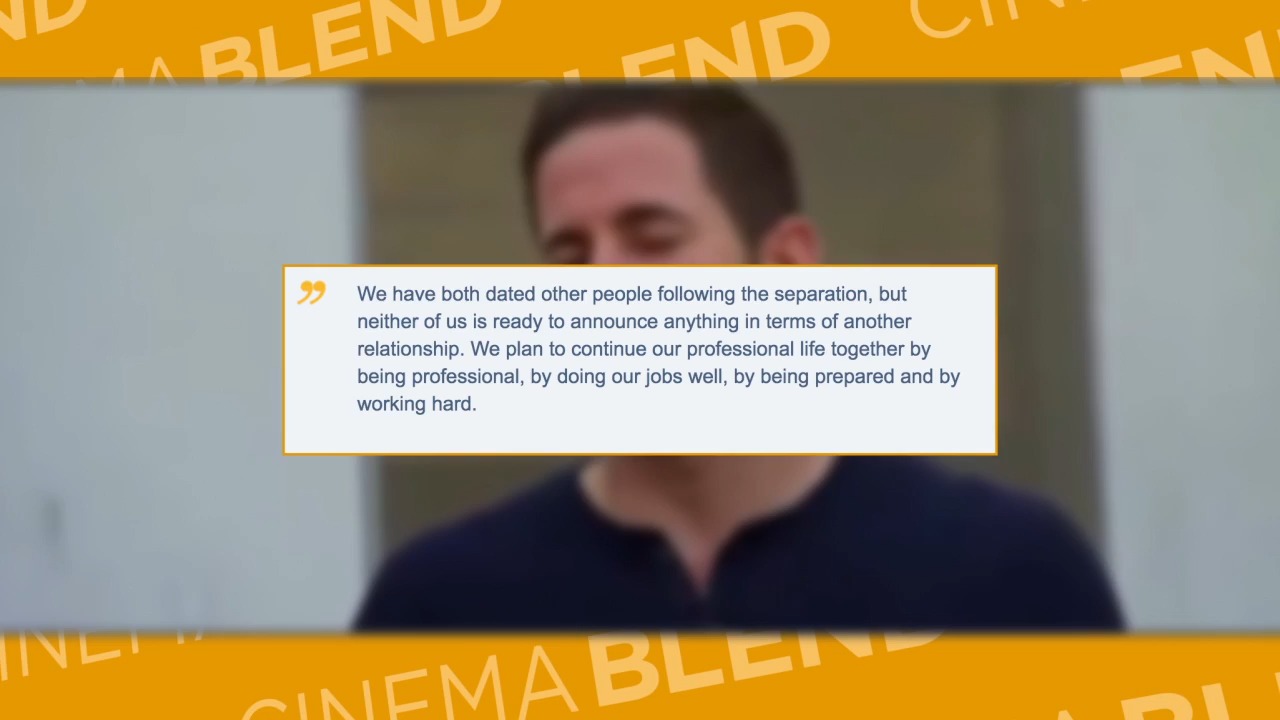 CINEMABLEND
We have both dated other people following the separation, but
neither of us is ready to announce anything in terms of another
relationship. We plan to continue our professional life together by
being professional, by doing our jobs well, by being prepared and by
working hard.
CINEMABLEND